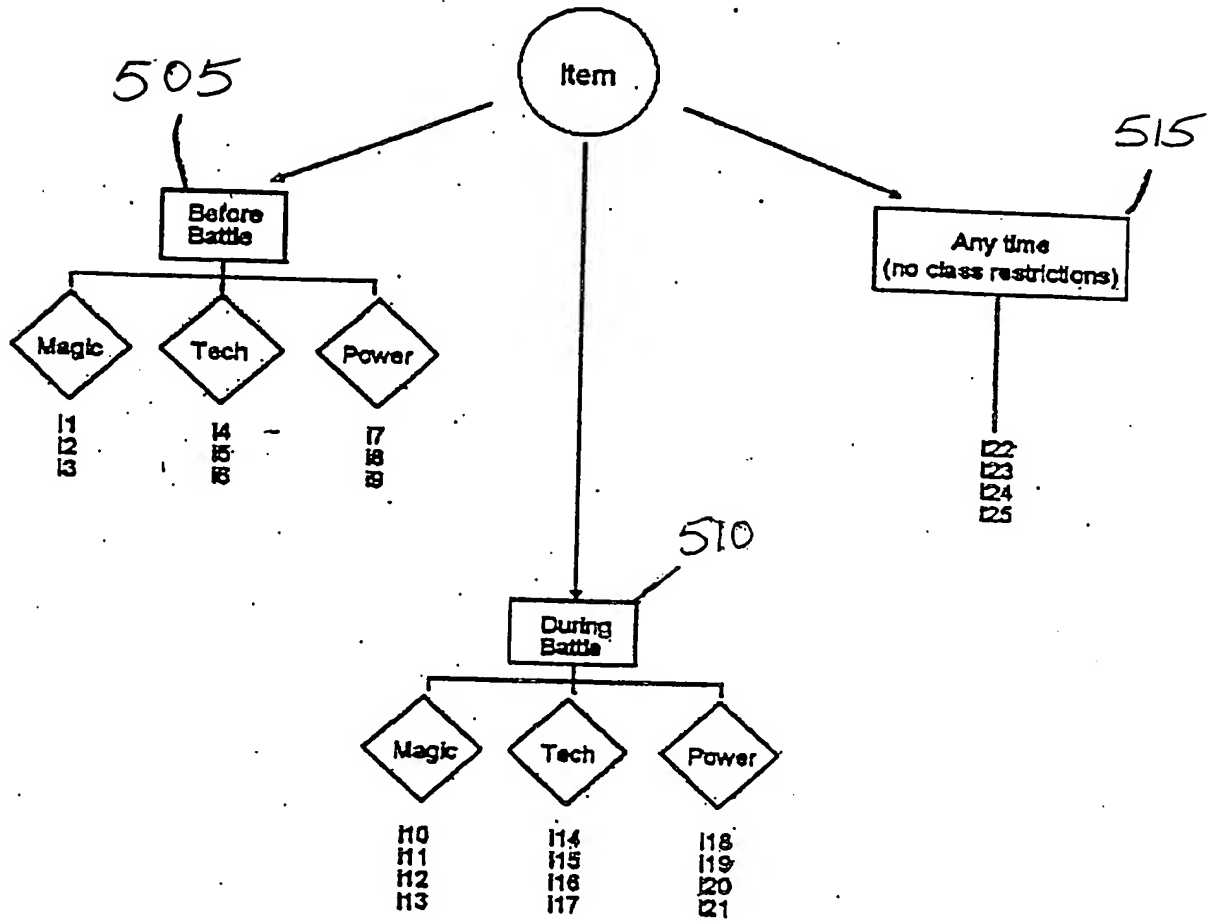 Item
505
515
Before
Battle
Any time
(no class restrictions)
Magic
Tech
Power
I1
I2
I3
I4
I5
I6
I7
I8
I9
I22
I23
I24
I25
510
During
Battle
Magic
Tech
Power
I10
I11
I12
I13
I14
I15
I16
I17
I18
I19
I20
I21